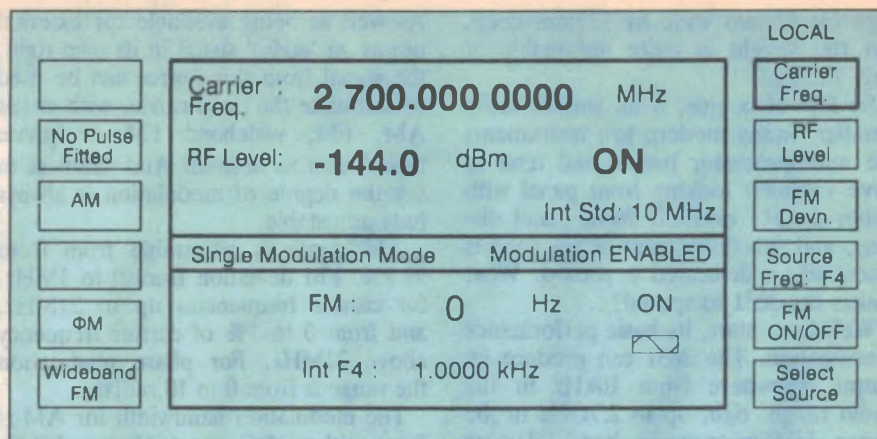 LOCAL
Carrier Freq. : 2 700.000 0000 MHz
RF Level: -144.0 dBm ON
Int Std: 10 MHz
Single Modulation Mode Modulation ENABLED
FM 0 Hz ON
Int F4 : 1.0000 kHz
No Pulse
Fitted
AM
ΦM
Wideband
FM
Carrier
Freq.
RF
Level
FM
Devn.
Source
Freq: F4
FM
ON/OFF
Select
Source